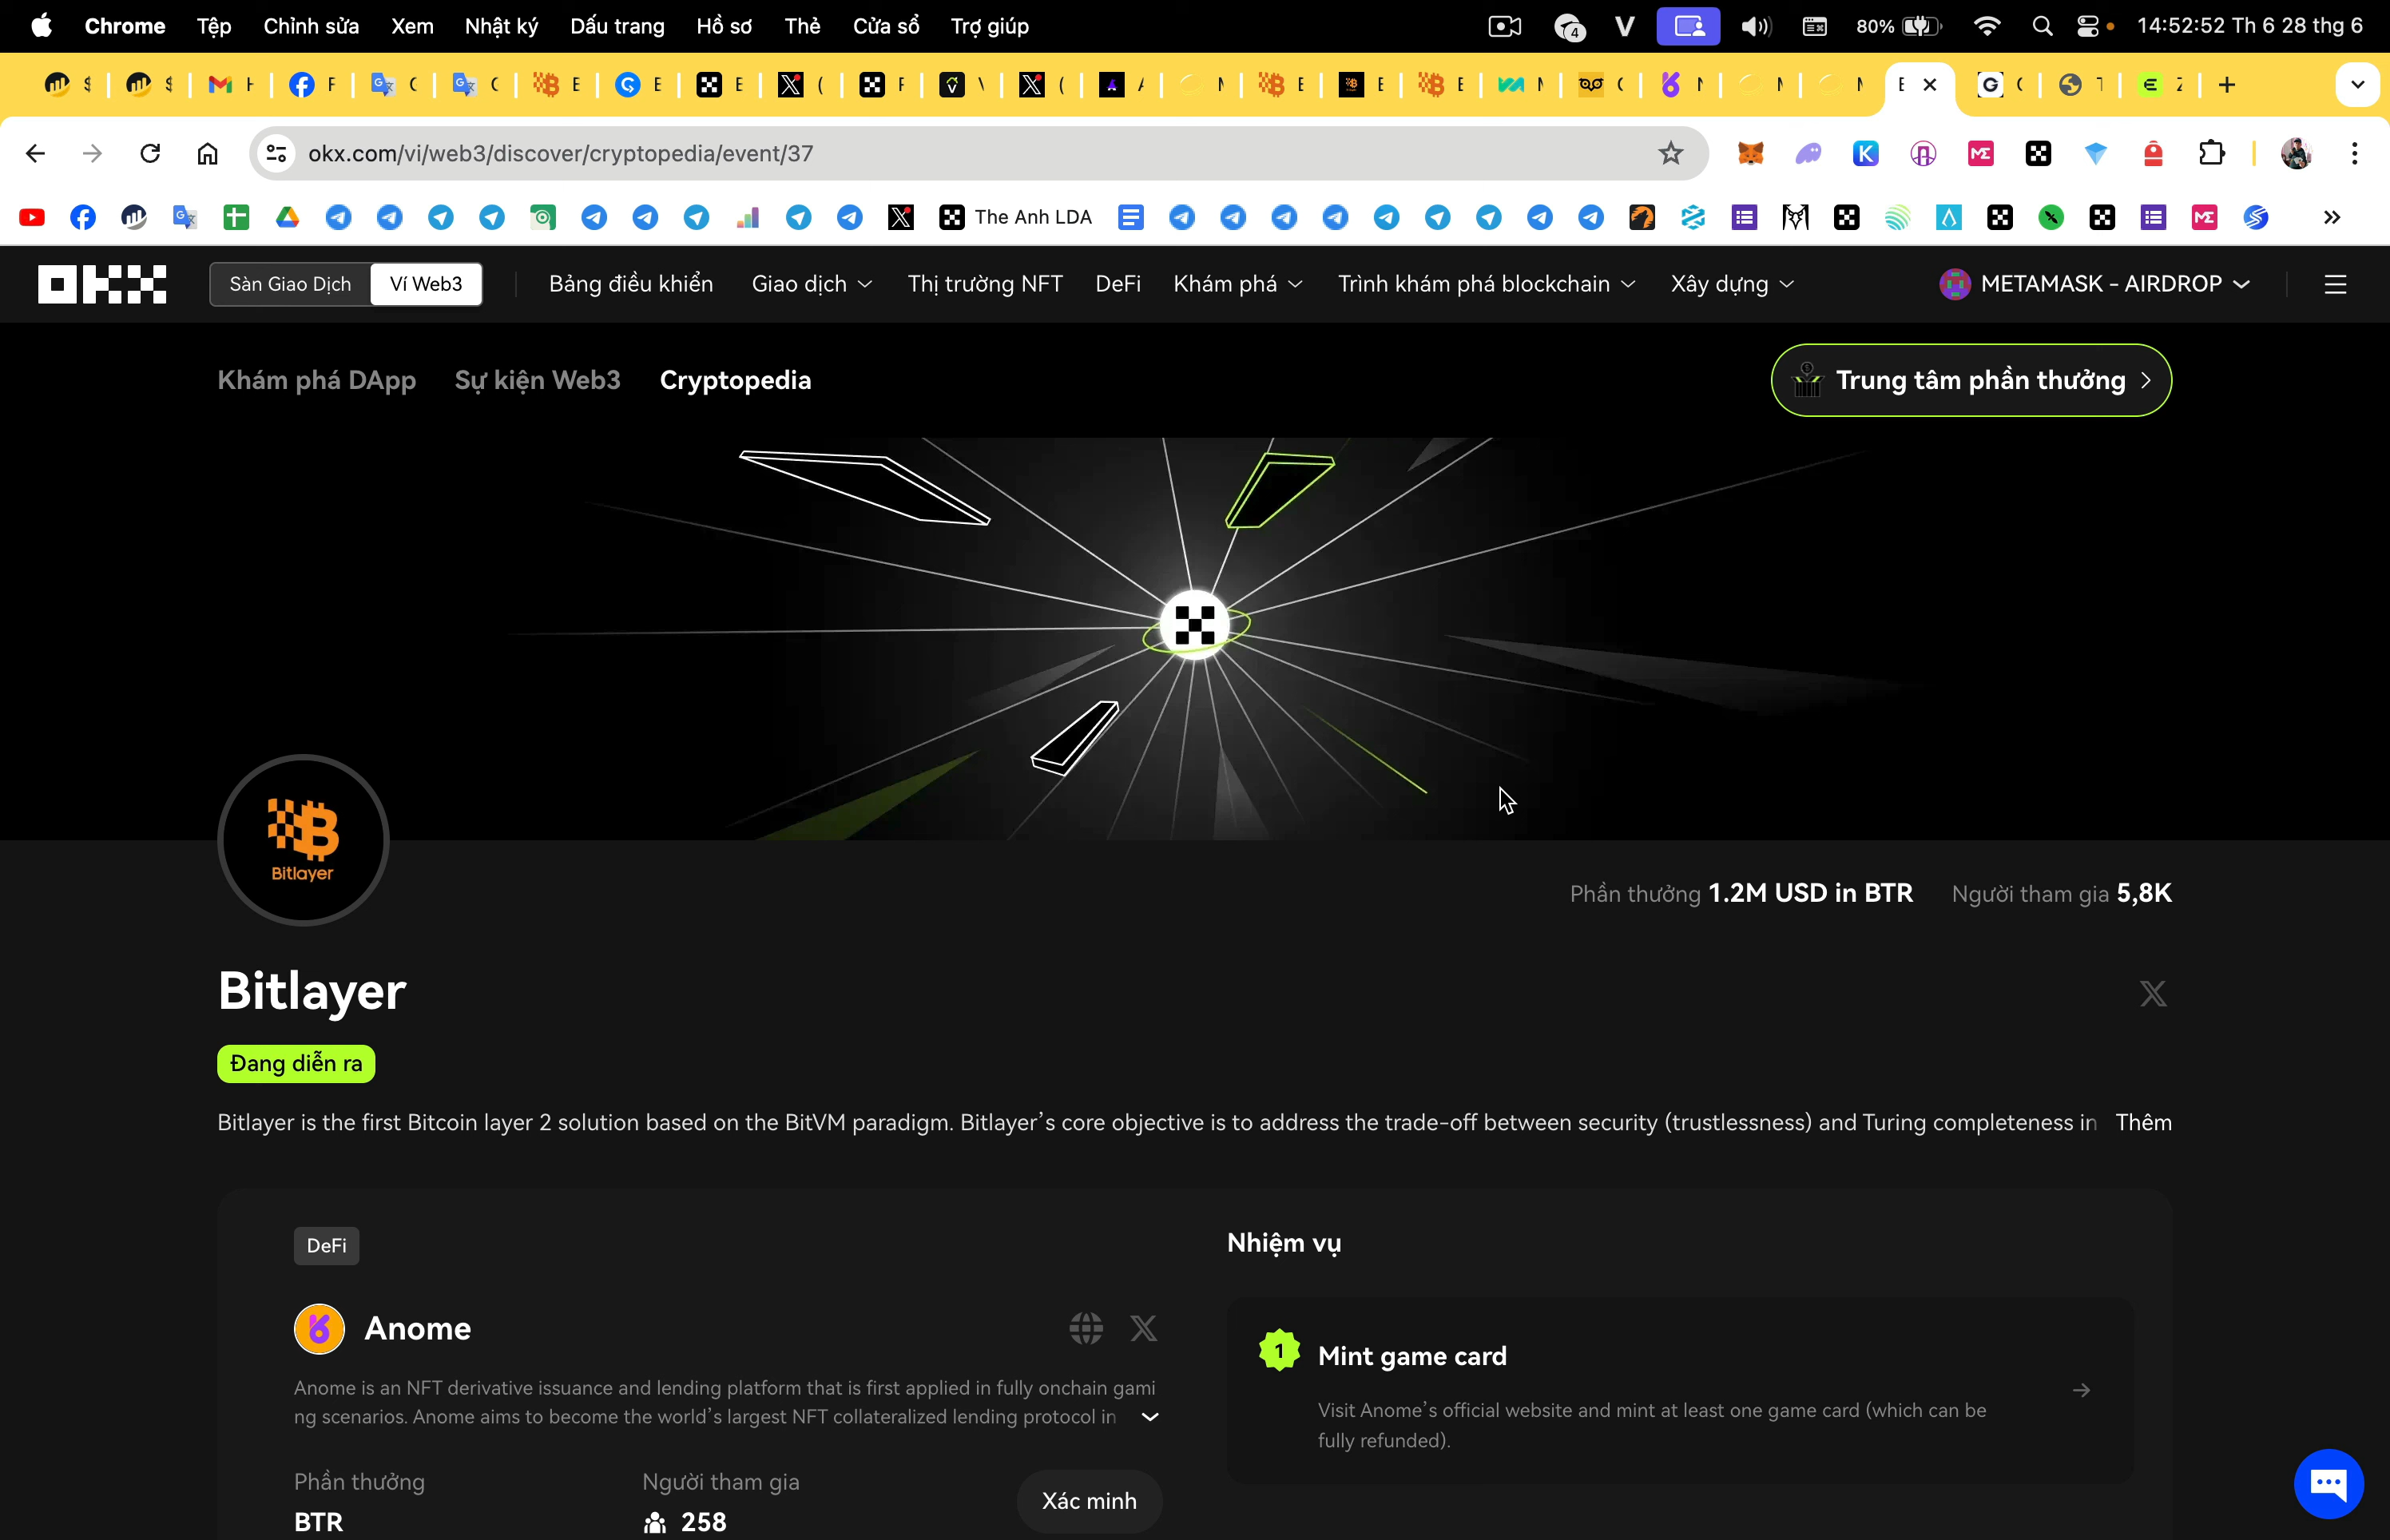 Chrome Tệp Chỉnh sửa Xem Nhật ký Dấu trang Hồ sơ Thẻ Cửa sổ Trợ giúp 4 V 80% 14:52:52 Th 6 28 thg 6
okx.com/vi/web3/discover/cryptopedia/event/37
The Anh LDA
OKX Sàn Giao Dịch Ví Web3 Bảng điều khiển Giao dịch Thị trường NFT DeFi Khám phá Trình khám phá blockchain Xây dựng METAMASK - AIRDROP
Khám phá DApp Sự kiện Web3 Cryptopedia Trung tâm phần thưởng
Bitlayer
Phần thưởng 1.2M USD in BTR Người tham gia 5,8K
Bitlayer
Đang diễn ra
Bitlayer is the first Bitcoin layer 2 solution based on the BitVM paradigm. Bitlayer's core objective is to address the trade-off between security (trustlessness) and Turing completeness in Thêm
DeFi
Anome
Anome is an NFT derivative issuance and lending platform that is first applied in fully onchain gami
ng scenarios. Anome aims to become the world's largest NFT collateralized lending protocol in
Phần thưởng Người tham gia
BTR 258
Xác minh
Nhiệm vụ
1 Mint game card
Visit Anome's official website and mint at least one game card (which can be
fully refunded).